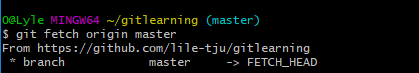 O@Lyle MINGW64 ~/gitlearning (master)
$ git fetch origin master
From https://github.com/lile-tju/gitlearning
 * branch            master     -> FETCH_HEAD